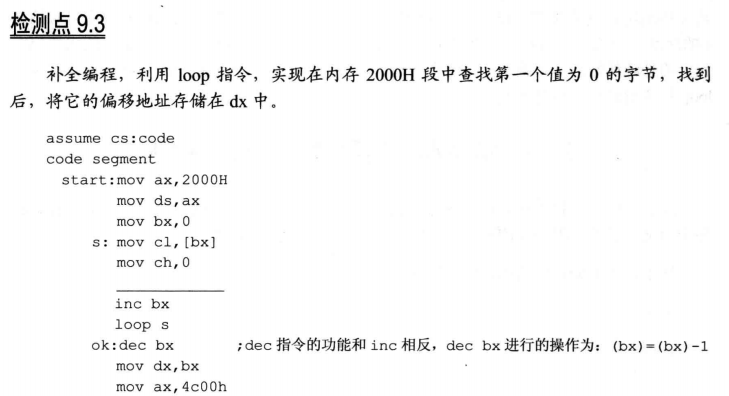 检测点 9.3
补全编程，利用 loop 指令，实现在内存 2000H 段中查找第一个值为 0 的字节，找到
后，将它的偏移地址存储在 dx 中。
assume cs:code
code segment
start:mov ax,2000H
mov ds,ax
mov bx,0
s: mov cl,[bx]
mov ch,0
____________
inc bx
loop s
ok:dec bx ;dec 指令的功能和 inc 相反，dec bx 进行的操作为：(bx)=(bx)-1
mov dx,bx
mov ax,4c00h